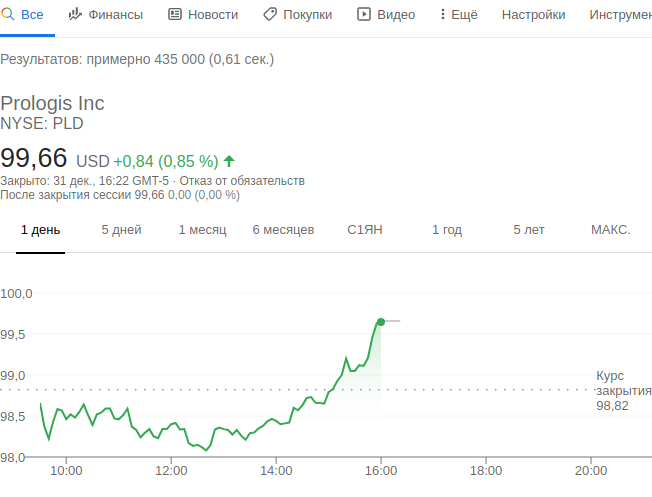 Все Финансы Новости Покупки Видео Ещё Настройки Инструмен
Результатов: примерно 435 000 (0,61 сек.)
Prologis Inc
NYSE: PLD
99,66 USD +0,84 (0,85 %)
Закрыто: 31 дек., 16:22 GMT-5 · Отказ от обязательств
После закрытия сессии 99,66 0,00 (0,00 %)
1 день 5 дней 1 месяц 6 месяцев С1ЯН 1 год 5 лет МАКС.
100,0
99,5
99,0
98,5
98,0
Курс
закрытия
98,82
10:00 12:00 14:00 16:00 18:00 20:00